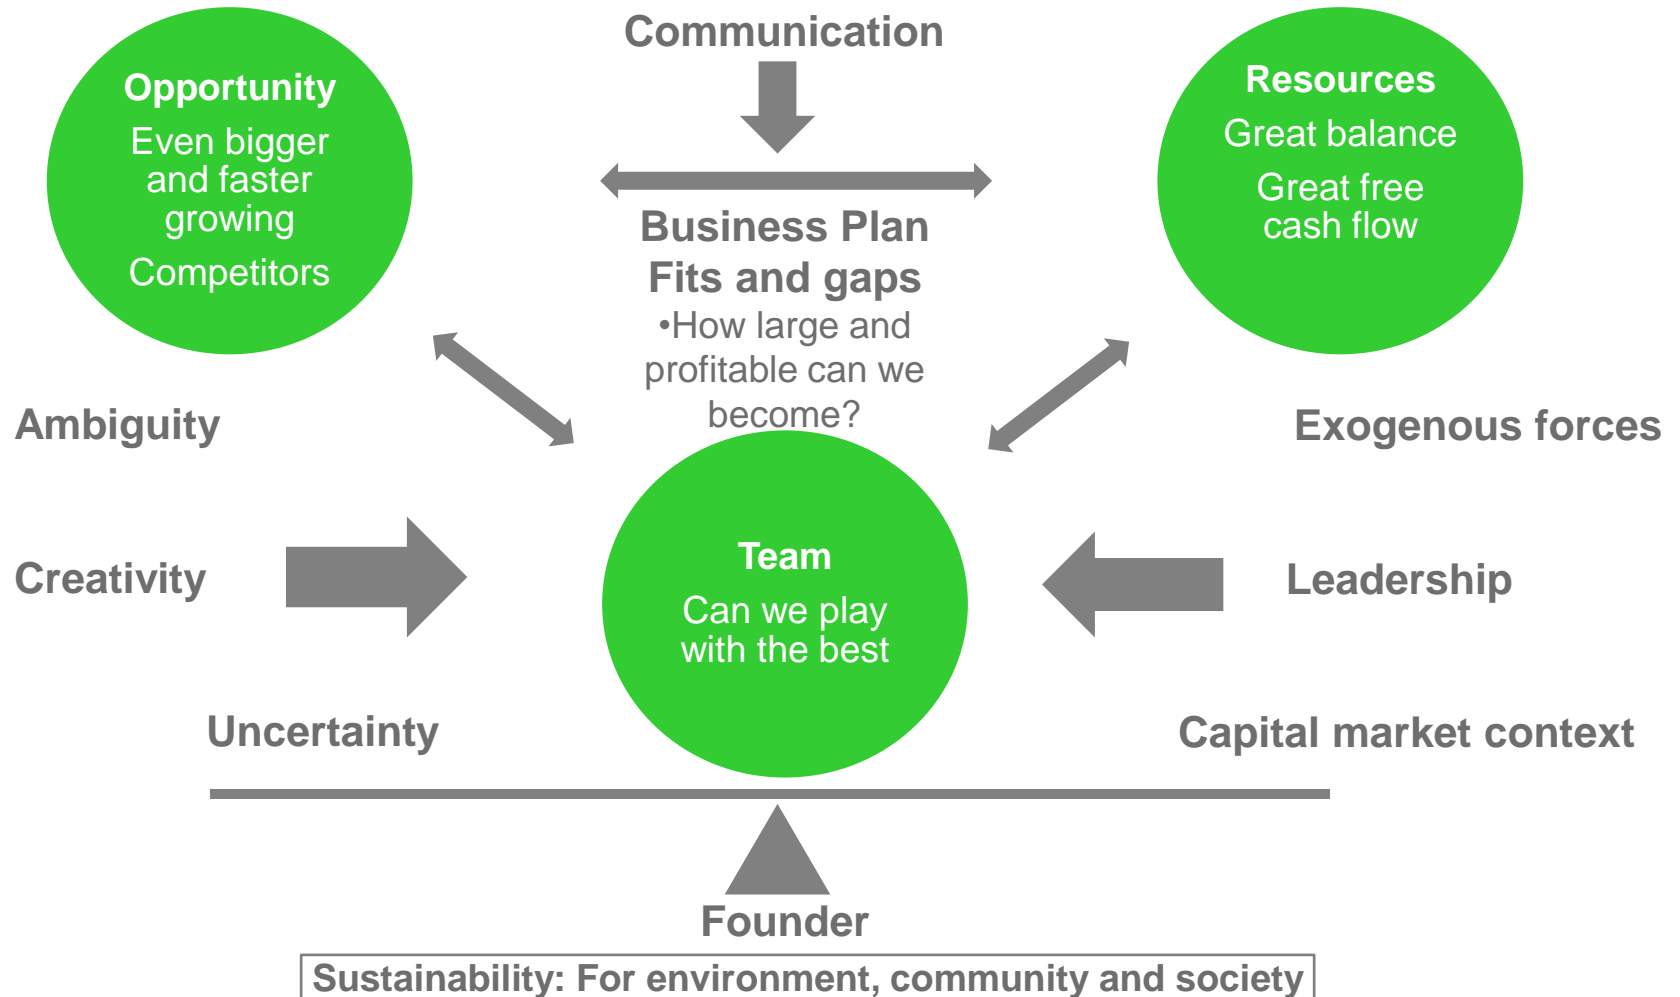 Communication
Opportunity
Even bigger
and faster
growing
Competitors
Resources
Great balance
Great free
cash flow
Business Plan
Fits and gaps
•How large and
profitable can we
become?
Ambiguity
Exogenous forces
Creativity
Team
Can we play
with the best
Leadership
Uncertainty
Capital market context
Founder
Sustainability: For environment, community and society